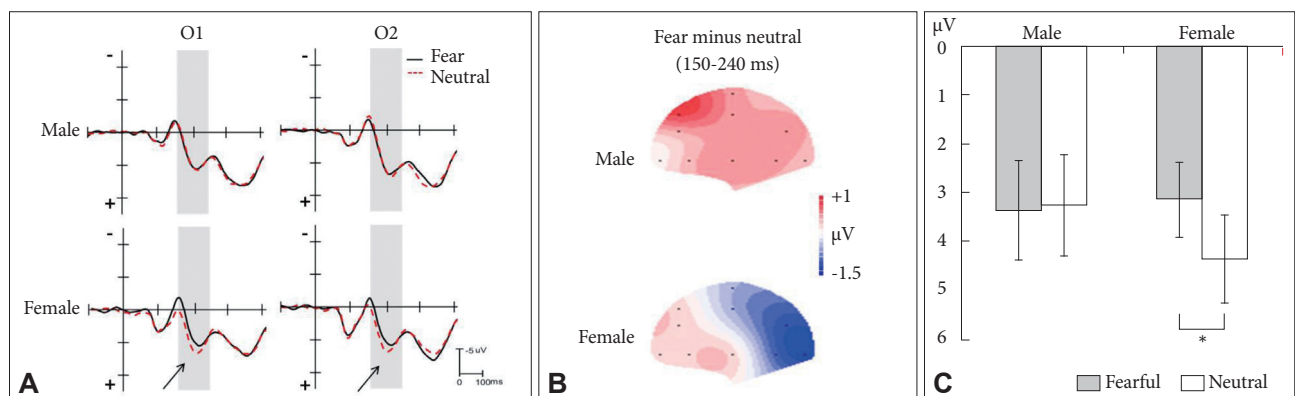 O1
O2
-
-
Fear
Neutral
Male
+
+
-
-
Female
-5 uV
0 100ms
+
+
A
Fear minus neutral
(150-240 ms)
Male
+1
µV
-1.5
Female
B
µV
Male
Female
0
1
2
3
4
5
6
*
Fearful
Neutral
C